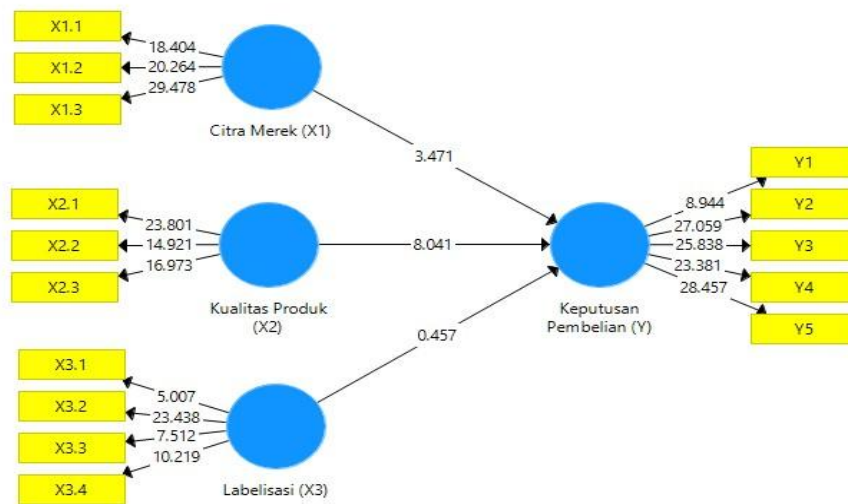 X1.1
X1.2
X1.3
18.404
20.264
29.478
Citra Merek (X1)
3.471
X2.1
X2.2
X2.3
23.801
14.921
16.973
Kualitas Produk
(X2)
8.041
X3.1
X3.2
X3.3
X3.4
5.007
23.438
7.512
10.219
Labelisasi (X3)
0.457
Keputusan
Pembelian (Y)
8.944
27.059
25.838
23.381
28.457
Y1
Y2
Y3
Y4
Y5